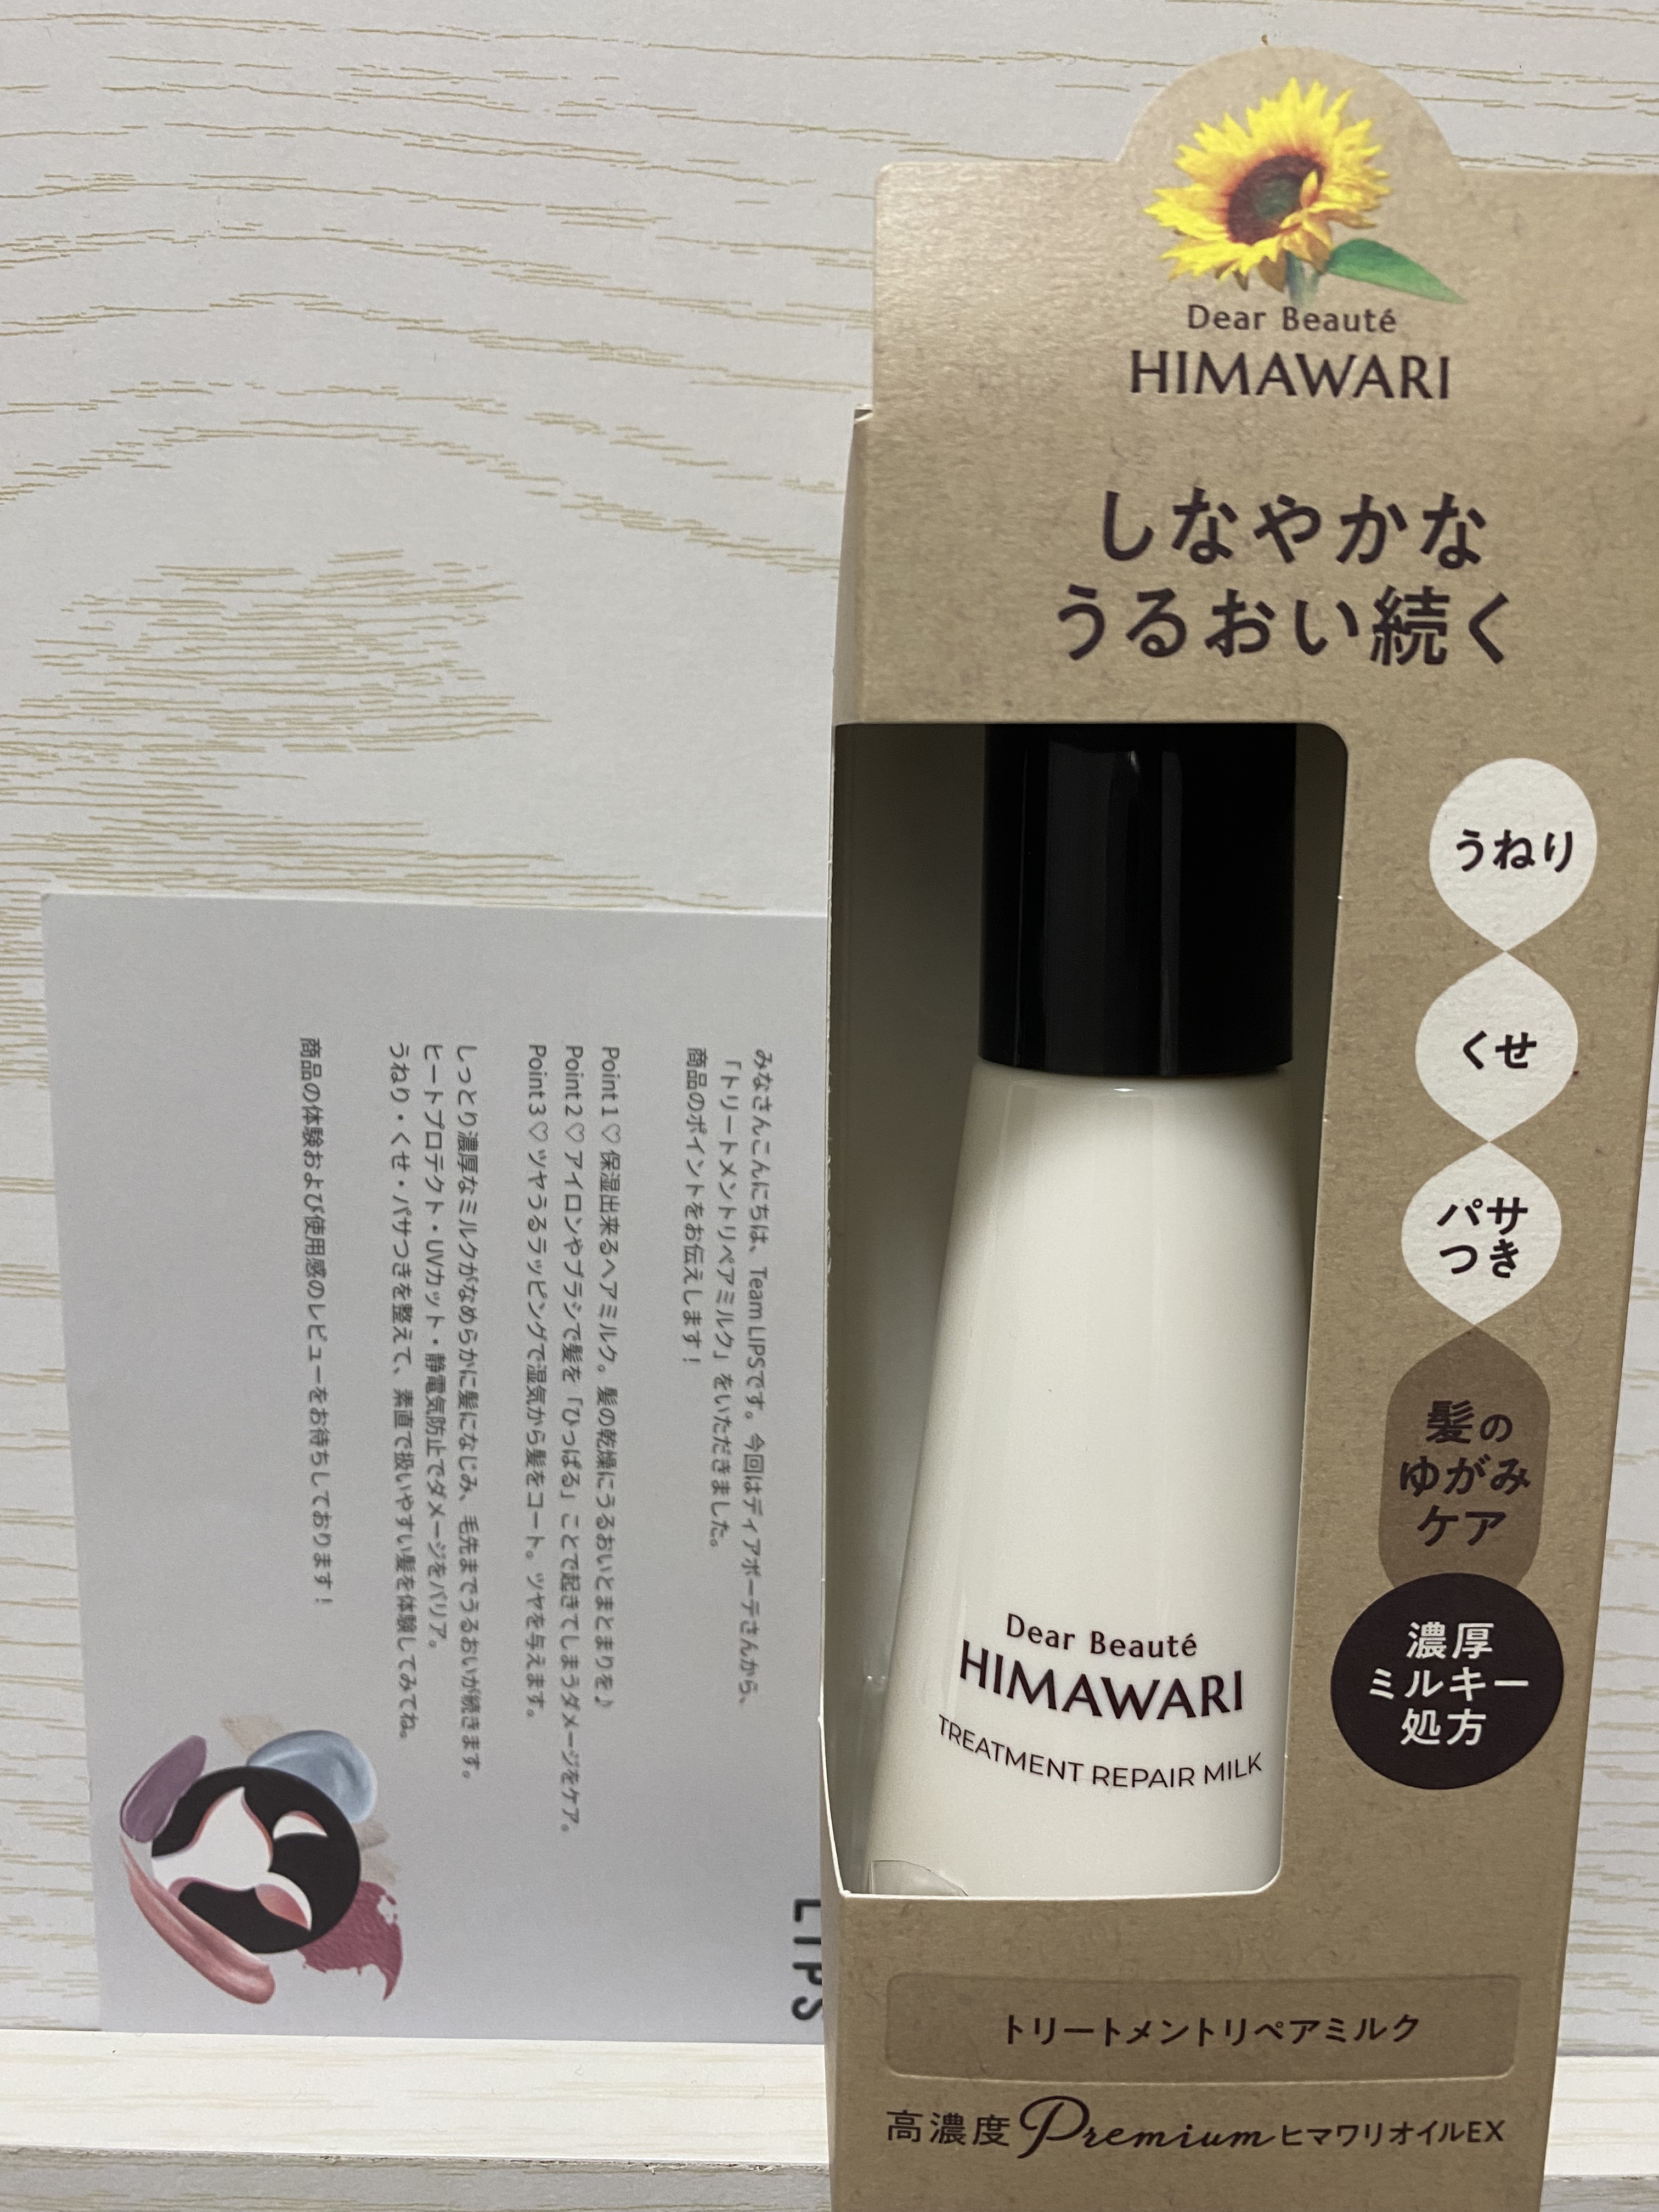 Dear Beauté
HIMAWARI
しなやかな
うるおい続く
うねり
くせ
パサ
つき
髪の
ゆがみ
ケア
濃厚
ミルキー
処方
Dear Beauté
HIMAWARI
TREATMENT REPAIR MILK
トリートメントリペアミルク
高濃度PremiumヒマワリオイルEX
LIPS
みなさんこんにちは、Team LIPSです。今回はディアボーテさんから、
「トリートメントリペアミルク」をいただきました。
商品のポイントをお伝えします！
Point 1 ♡ 保湿出来るヘアミルク。髪の乾燥にうるおいとまとまりを♪
Point 2 ♡ アイロンやブラシで髪を「ひっぱる」ことで起きてしまうダメージをケア。
Point 3 ♡ ツヤうるラッピングで湿気から髪をコート。ツヤを与えます。
しっとり濃厚なミルクがなめらかに髪になじみ、毛先までうるおいが続きます。
ヒートプロテクト・UVカット・静電気防止でダメージをバリア。
うねり・くせ・パサつきを整えて、素直で扱いやすい髪を体験してみてね。
商品の体験および使用感のレビューをお待ちしております！